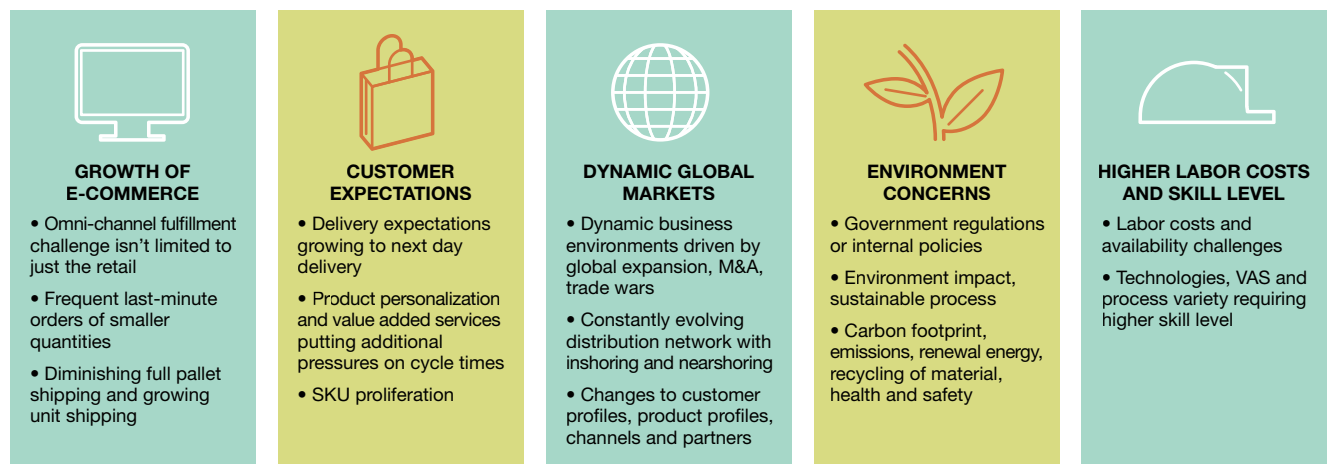 GROWTH OF
E-COMMERCE
• Omni-channel fulfillment
challenge isn't limited to
just the retail
• Frequent last-minute
orders of smaller
quantities
• Diminishing full pallet
shipping and growing
unit shipping
CUSTOMER
EXPECTATIONS
• Delivery expectations
growing to next day
delivery
• Product personalization
and value added services
putting additional
pressures on cycle times
• SKU proliferation
DYNAMIC GLOBAL
MARKETS
• Dynamic business
environments driven by
global expansion, M&A,
trade wars
• Constantly evolving
distribution network with
inshoring and nearshoring
• Changes to customer
profiles, product profiles,
channels and partners
ENVIRONMENT
CONCERNS
• Government regulations
or internal policies
• Environment impact,
sustainable process
• Carbon footprint,
emissions, renewal energy,
recycling of material,
health and safety
HIGHER LABOR COSTS
AND SKILL LEVEL
• Labor costs and
availability challenges
• Technologies, VAS and
process variety requiring
higher skill level